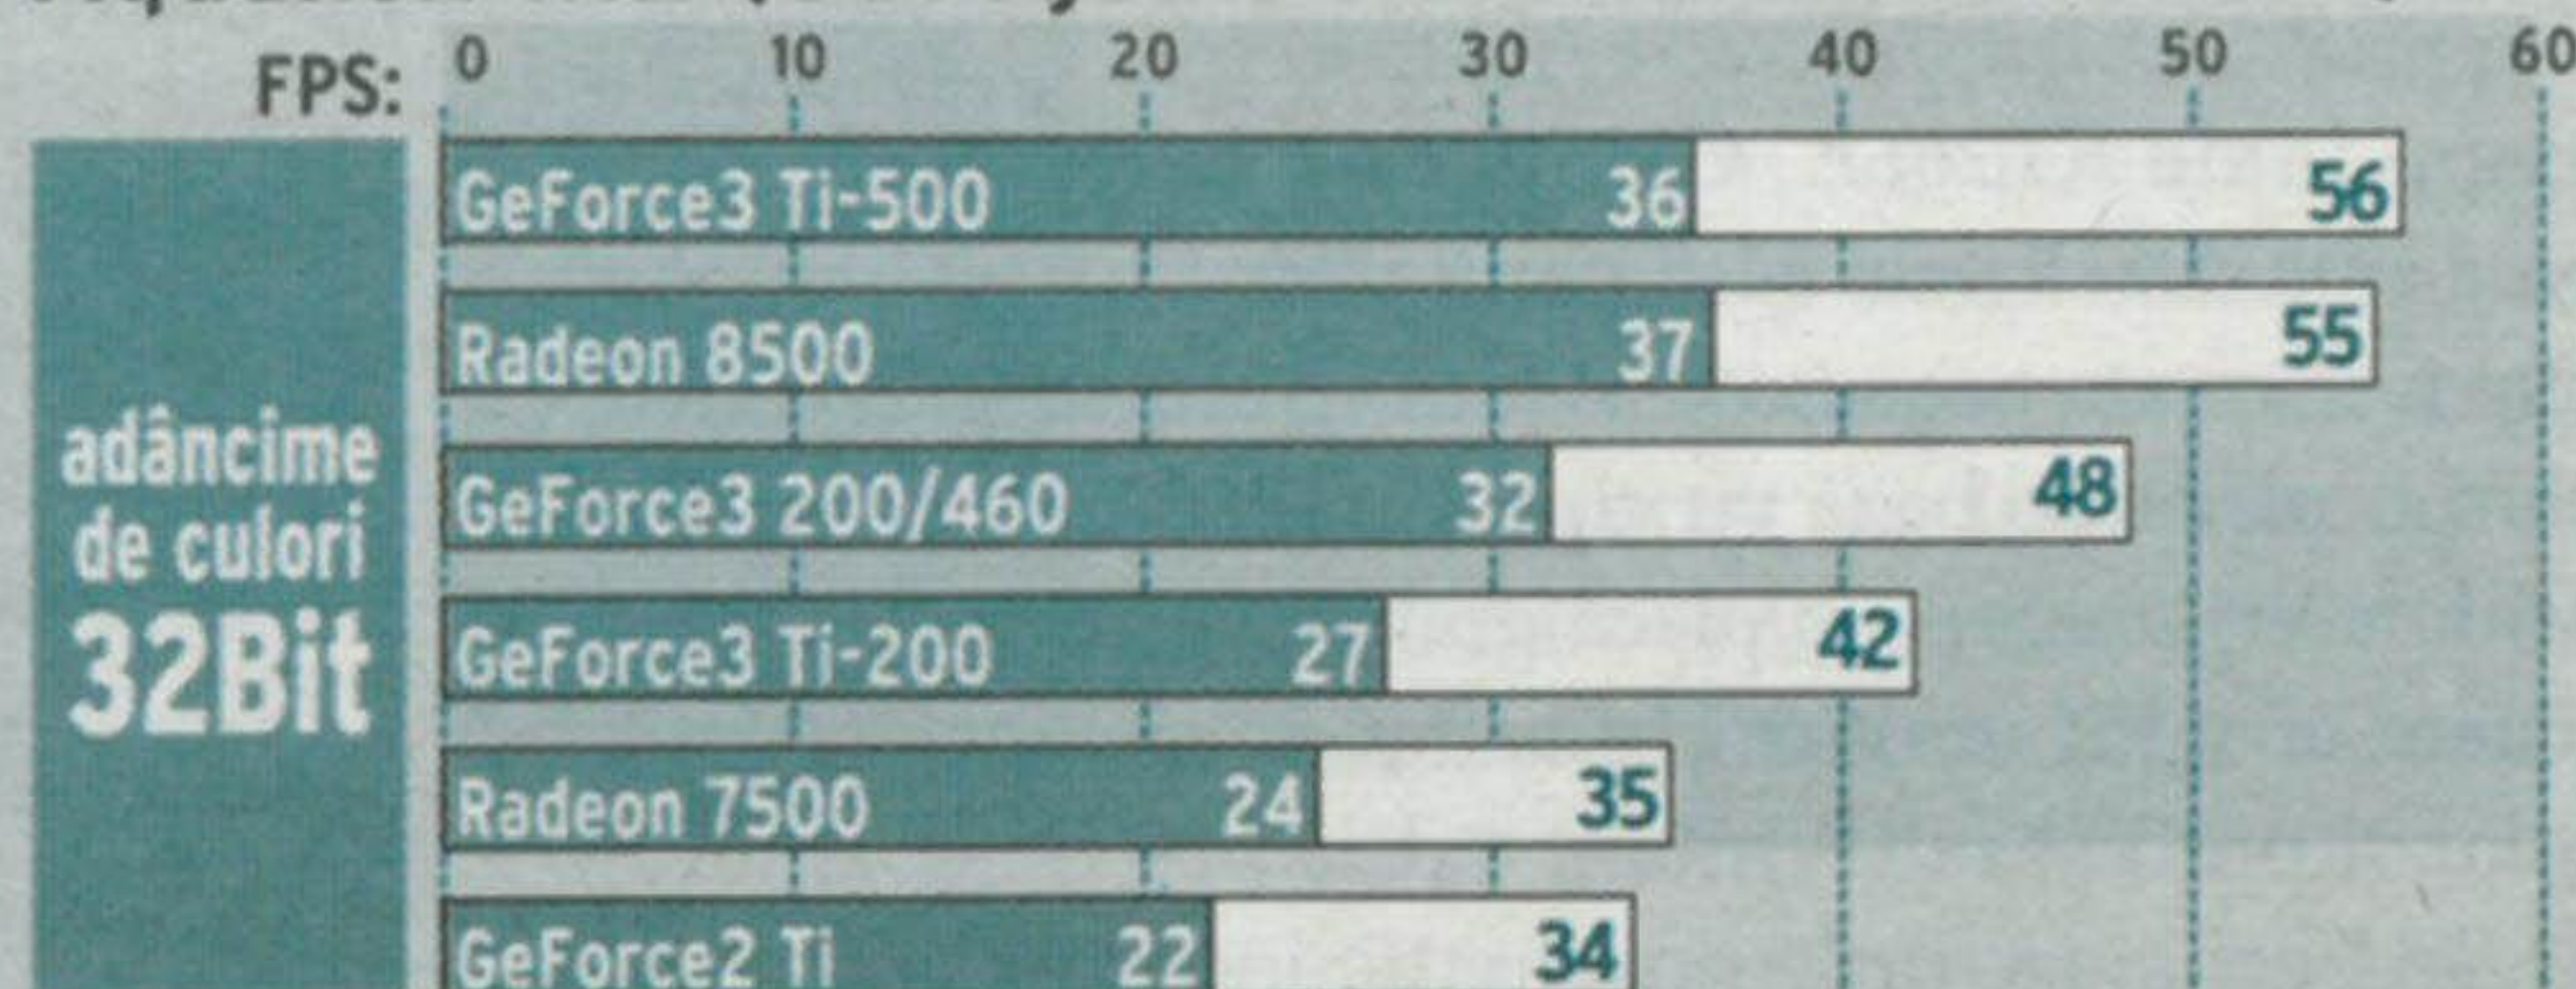 FPS: 0 10 20 30 40 50 60
GeForce3 Ti-500 36 56
Radeon 8500 37 55
GeForce3 200/460 32 48
GeForce3 Ti-200 27 42
Radeon 7500 24 35
GeForce2 Ti 22 34
adâncime
de culori
32Bit